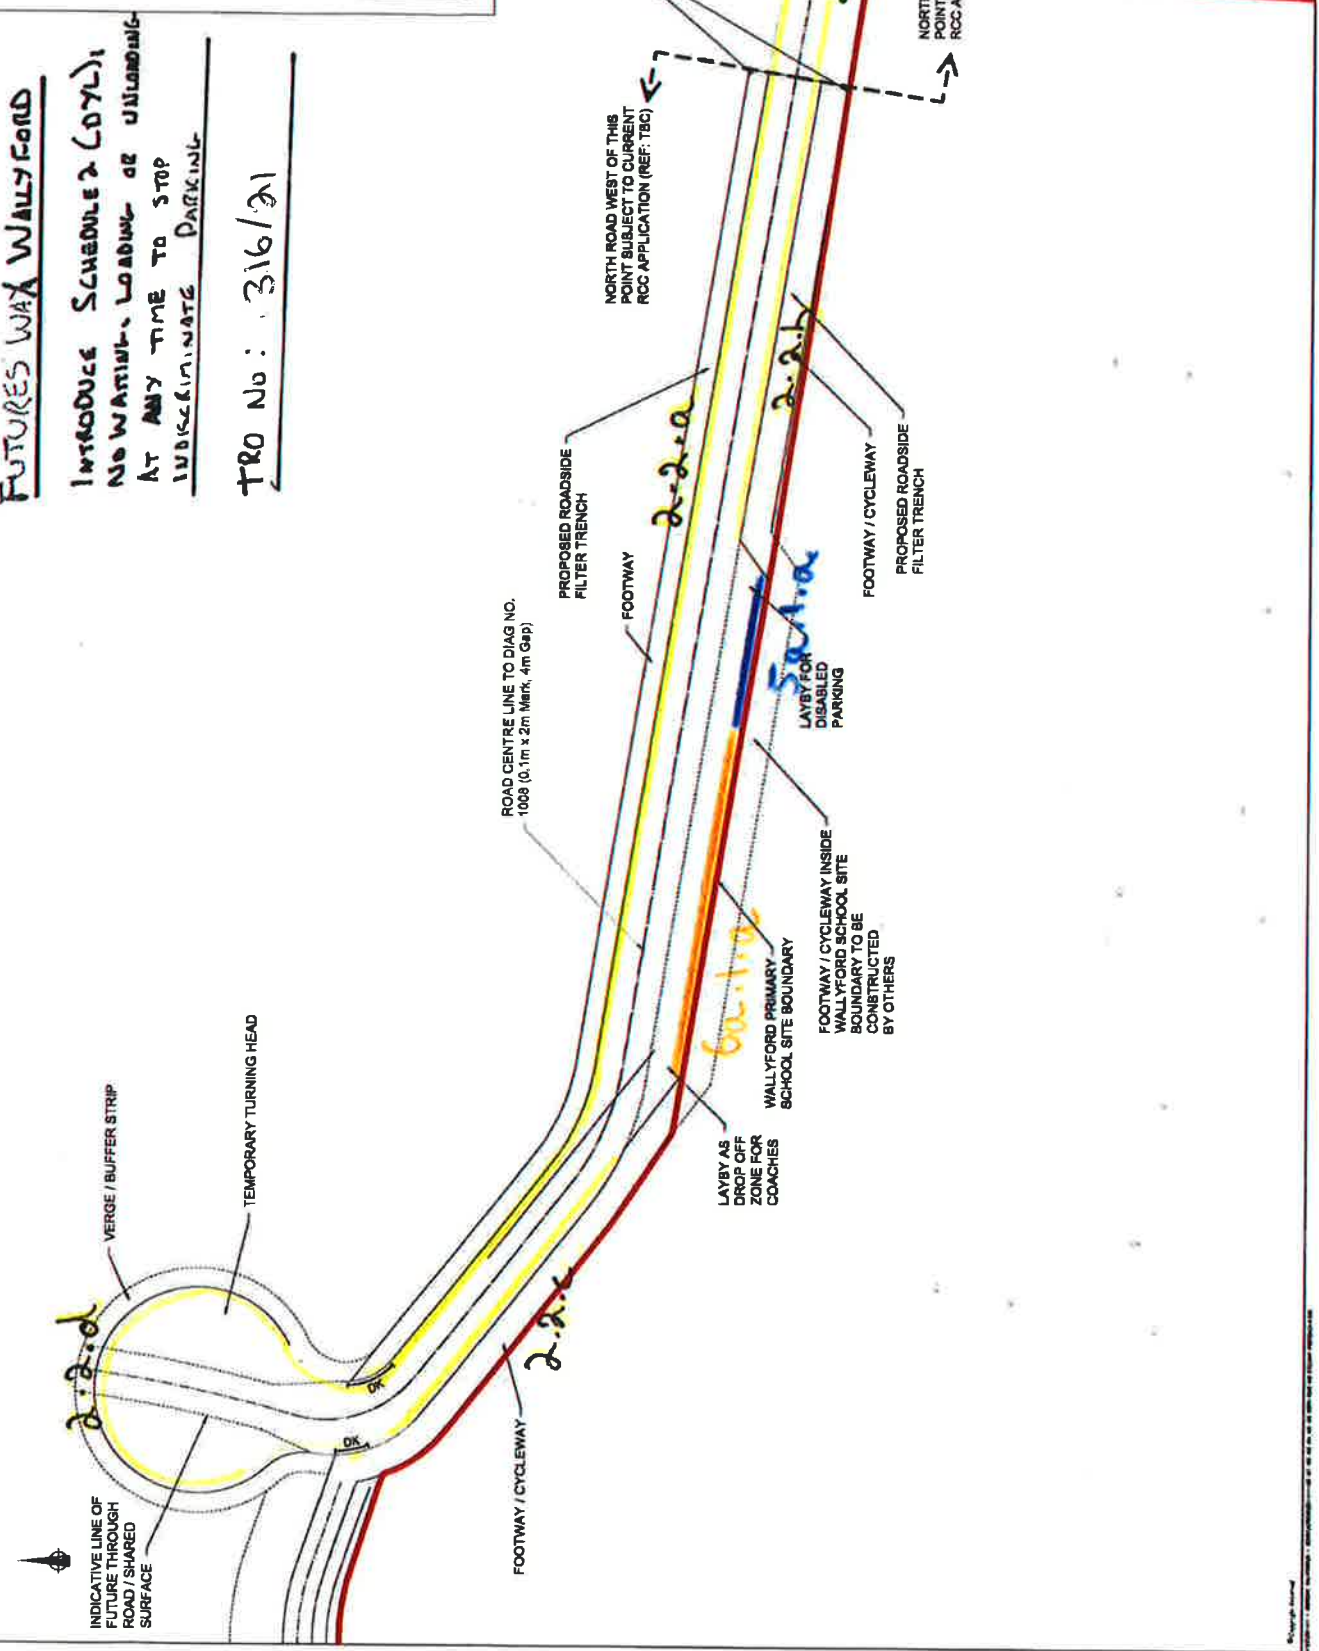 FUTURES WAY WALLYFORD
INTRODUCE SCHEDULE 2 (DYL),
NO WAITING, LOADING OR UNLOADING
AT ANY TIME TO STOP
INDISCRIMINATE PARKING
TRO NO: 316/21
NORTH ROAD WEST OF THIS
POINT SUBJECT TO CURRENT
RCC APPLICATION (REF: TBC)
NORT
POINT
RCC A
PROPOSED ROADSIDE
FILTER TRENCH
2.2.a
2.2.b
FOOTWAY
ROAD CENTRE LINE TO DIAG NO.
1008 (0.1m x 2m Mark, 4m Gap)
FOOTWAY / CYCLEWAY
PROPOSED ROADSIDE
FILTER TRENCH
5a.1.a
LAYBY FOR
DISABLED
PARKING
FOOTWAY / CYCLEWAY INSIDE
WALLYFORD SCHOOL SITE
BOUNDARY TO BE
CONSTRUCTED
BY OTHERS
6a.1.a
WALLYFORD PRIMARY
SCHOOL SITE BOUNDARY
LAYBY AS
DROP OFF
ZONE FOR
COACHES
VERGE / BUFFER STRIP
TEMPORARY TURNING HEAD
2.2.d
2.2.c
DK
DK
FOOTWAY / CYCLEWAY
INDICATIVE LINE OF
FUTURE THROUGH
ROAD / SHARED
SURFACE